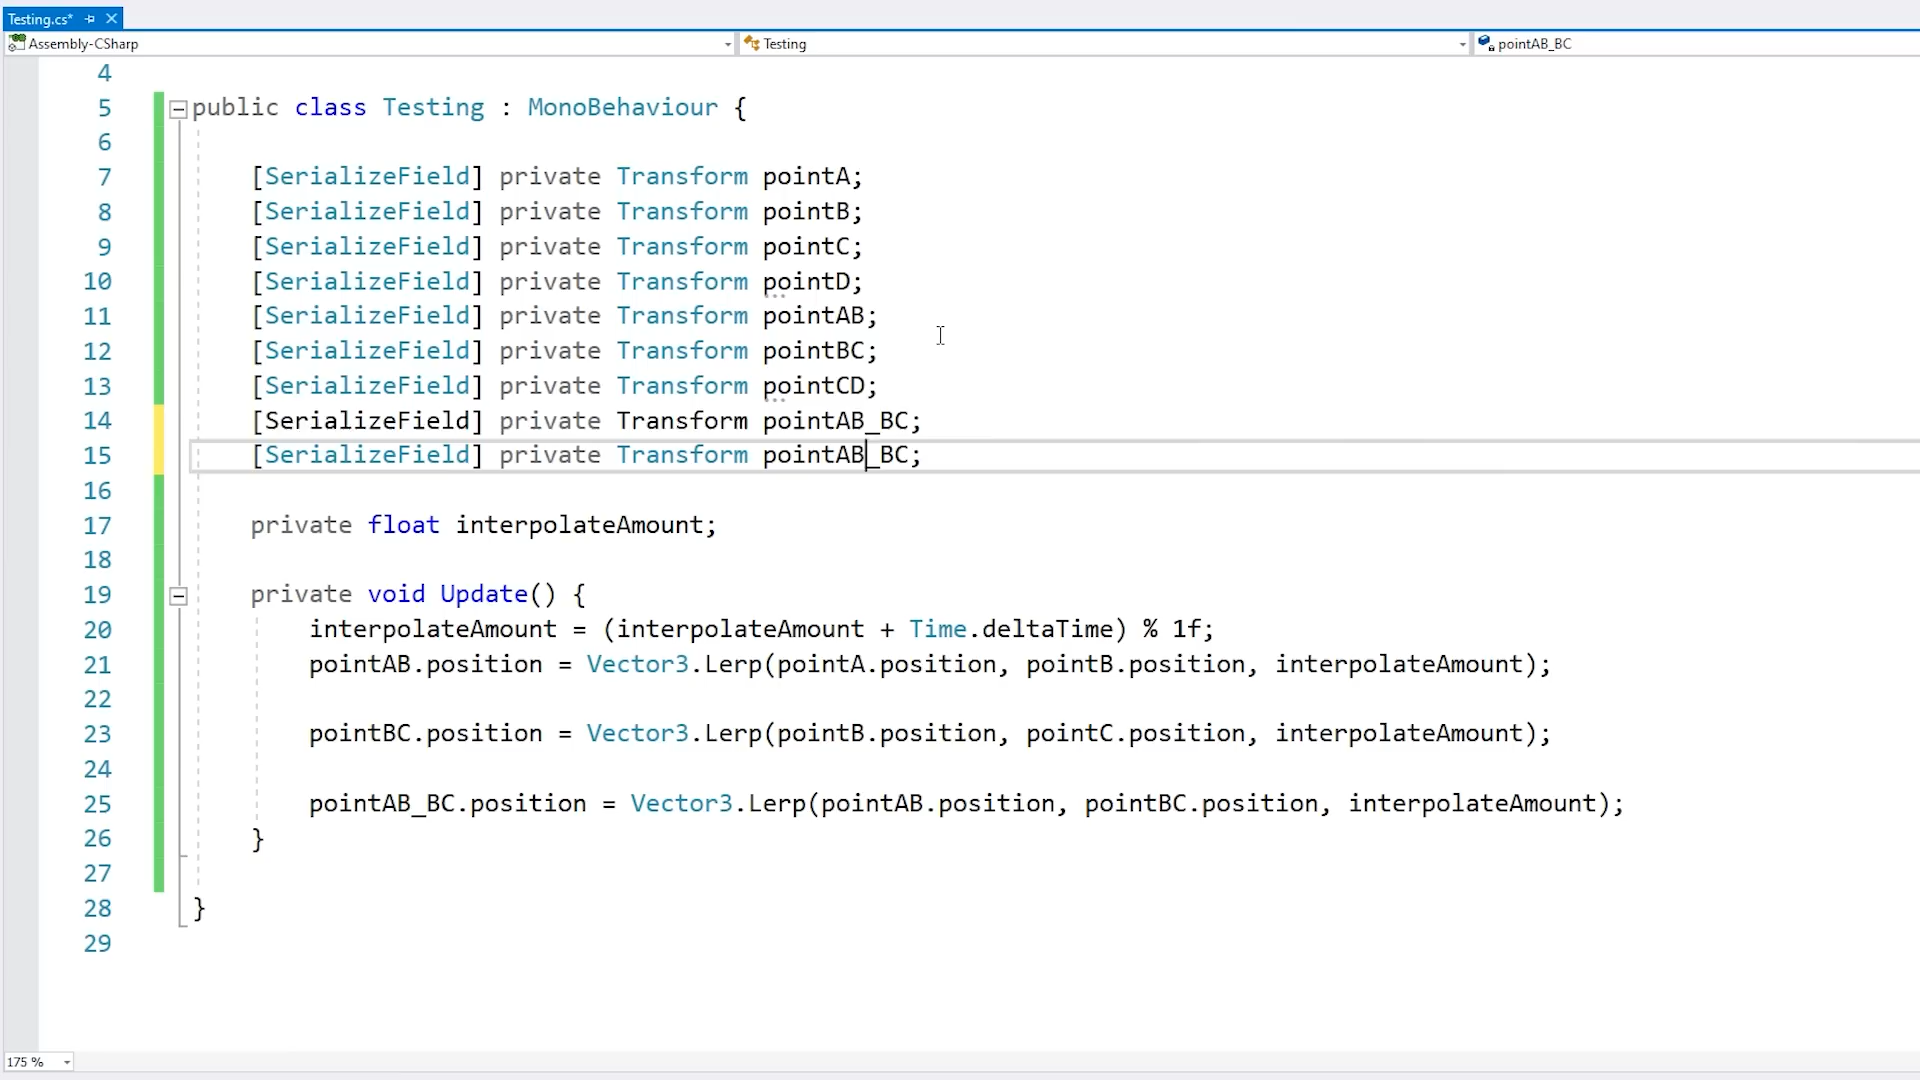 Testing.cs*
Assembly-CSharp Testing pointAB_BC
4
5 public class Testing : MonoBehaviour {
6
7 [SerializeField] private Transform pointA;
8 [SerializeField] private Transform pointB;
9 [SerializeField] private Transform pointC;
10 [SerializeField] private Transform pointD;
11 [SerializeField] private Transform pointAB;
12 [SerializeField] private Transform pointBC;
13 [SerializeField] private Transform pointCD;
14 [SerializeField] private Transform pointAB_BC;
15 [SerializeField] private Transform pointAB_BC;
16
17 private float interpolateAmount;
18
19 private void Update() {
20 interpolateAmount = (interpolateAmount + Time.deltaTime) % 1f;
21 pointAB.position = Vector3.Lerp(pointA.position, pointB.position, interpolateAmount);
22
23 pointBC.position = Vector3.Lerp(pointB.position, pointC.position, interpolateAmount);
24
25 pointAB_BC.position = Vector3.Lerp(pointAB.position, pointBC.position, interpolateAmount);
26 }
27
28 }
29
175 %